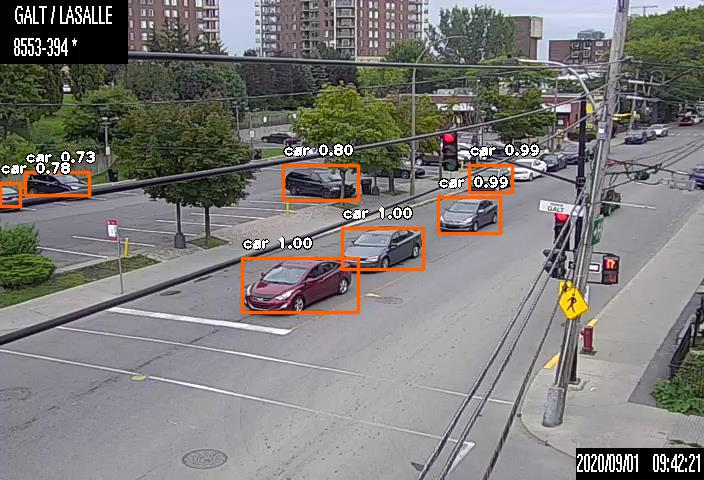 GALT / LASALLE
8553-394 *
car 0.73
car 0.78
car 0.80
car 0.99
car 0.99
car 1.00
car 1.00
GALT
2020/09/01 09:42:21